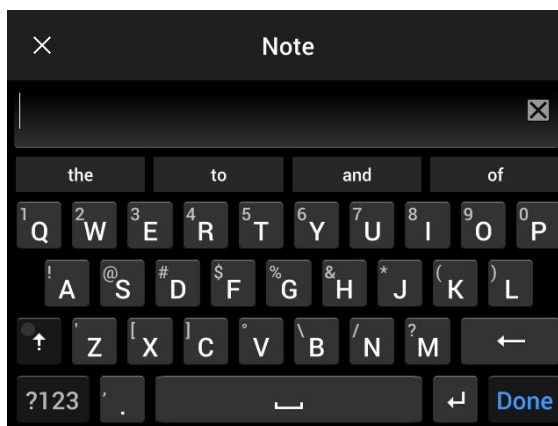 Note
the to and of
1 Q 2 W 3 E 4 R 5 T 6 Y 7 U 8 I 9 O 0 P
! A @ S # D $ F % G & H * J ( K ) L
' Z [ X ] C ° V \ B / N ? M
?123 ' . Done